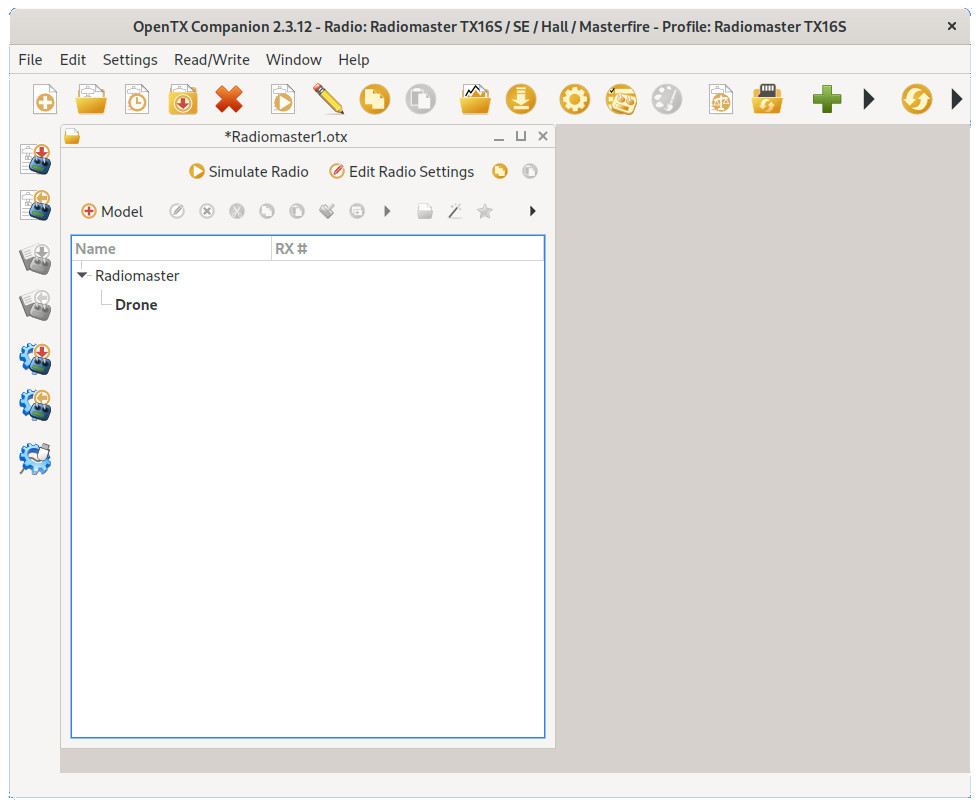 OpenTX Companion 2.3.12 - Radio: Radiomaster TX16S / SE / Hall / Masterfire - Profile: Radiomaster TX16S
File Edit Settings Read/Write Window Help
*Radiomaster1.otx
Simulate Radio Edit Radio Settings
Model
Name RX #
Radiomaster
Drone